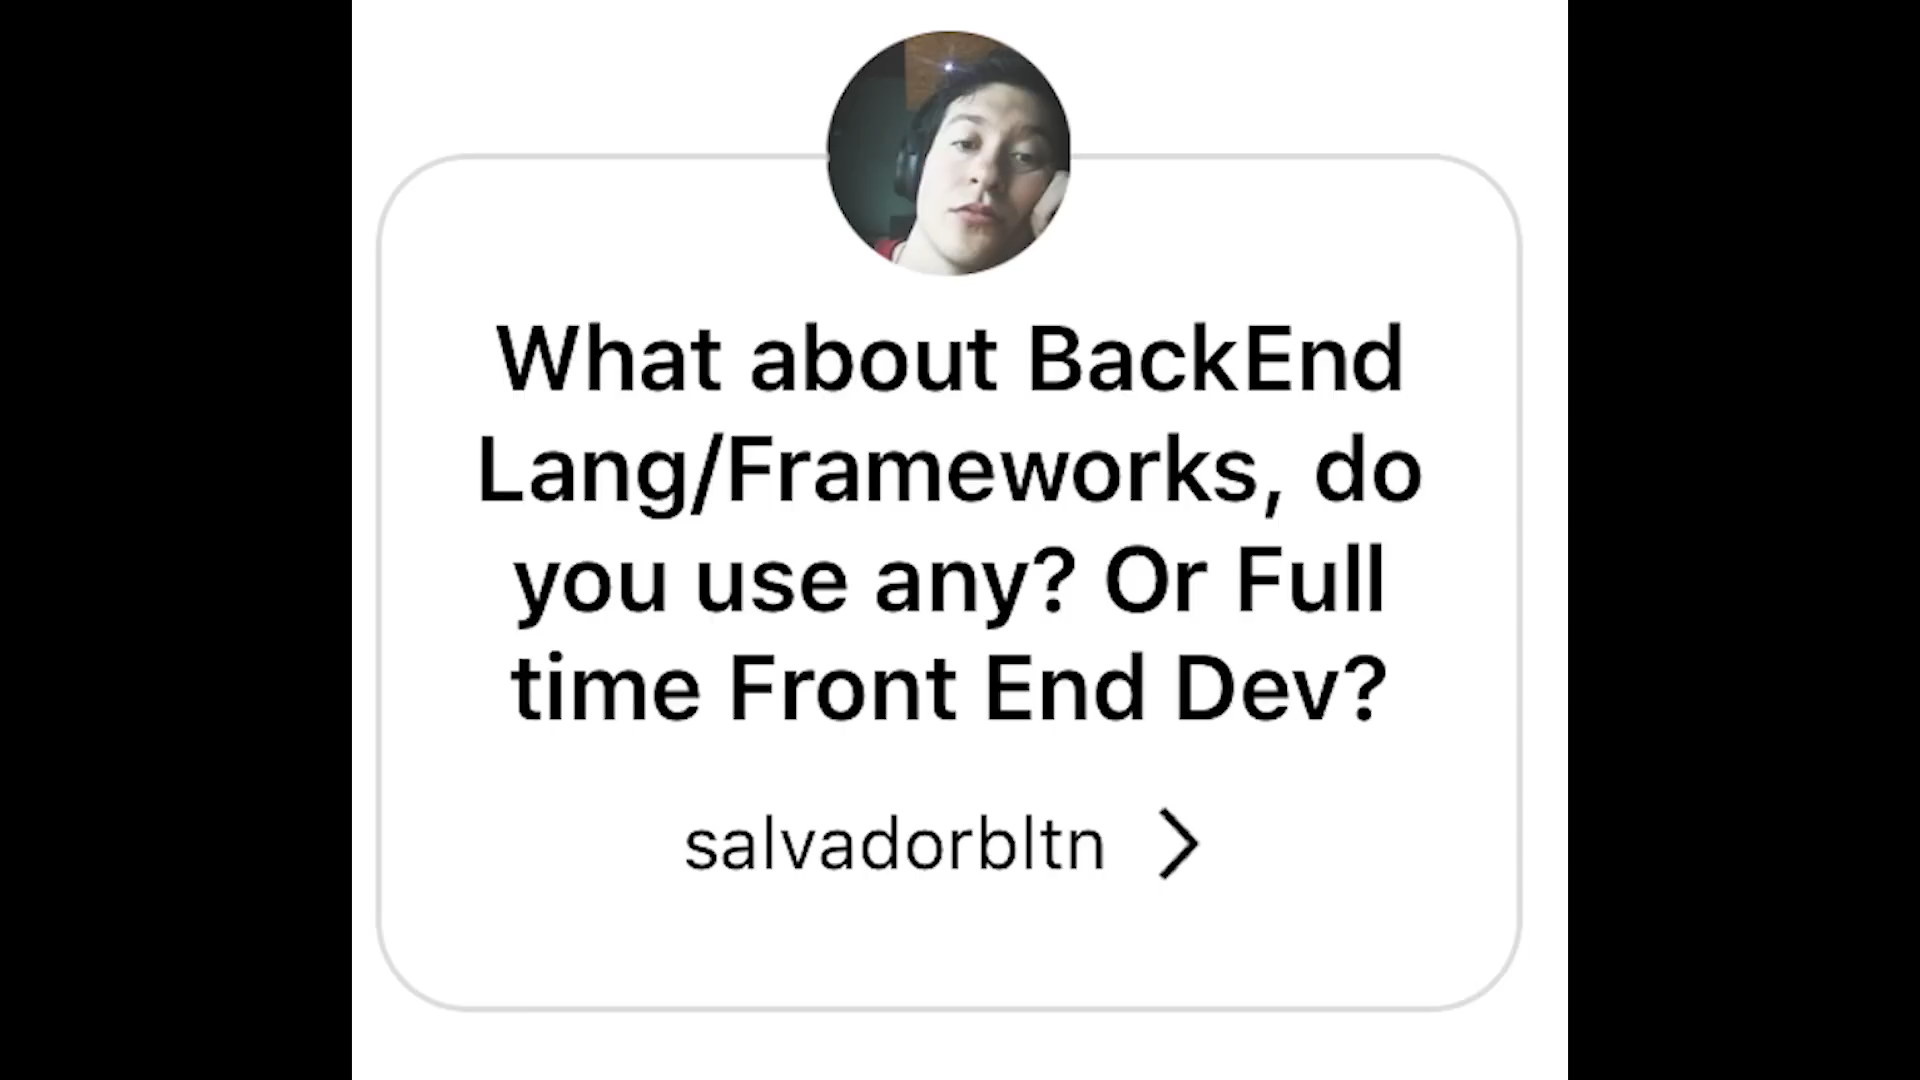 What about BackEnd
Lang/Frameworks, do
you use any? Or Full
time Front End Dev?
salvadorbltn